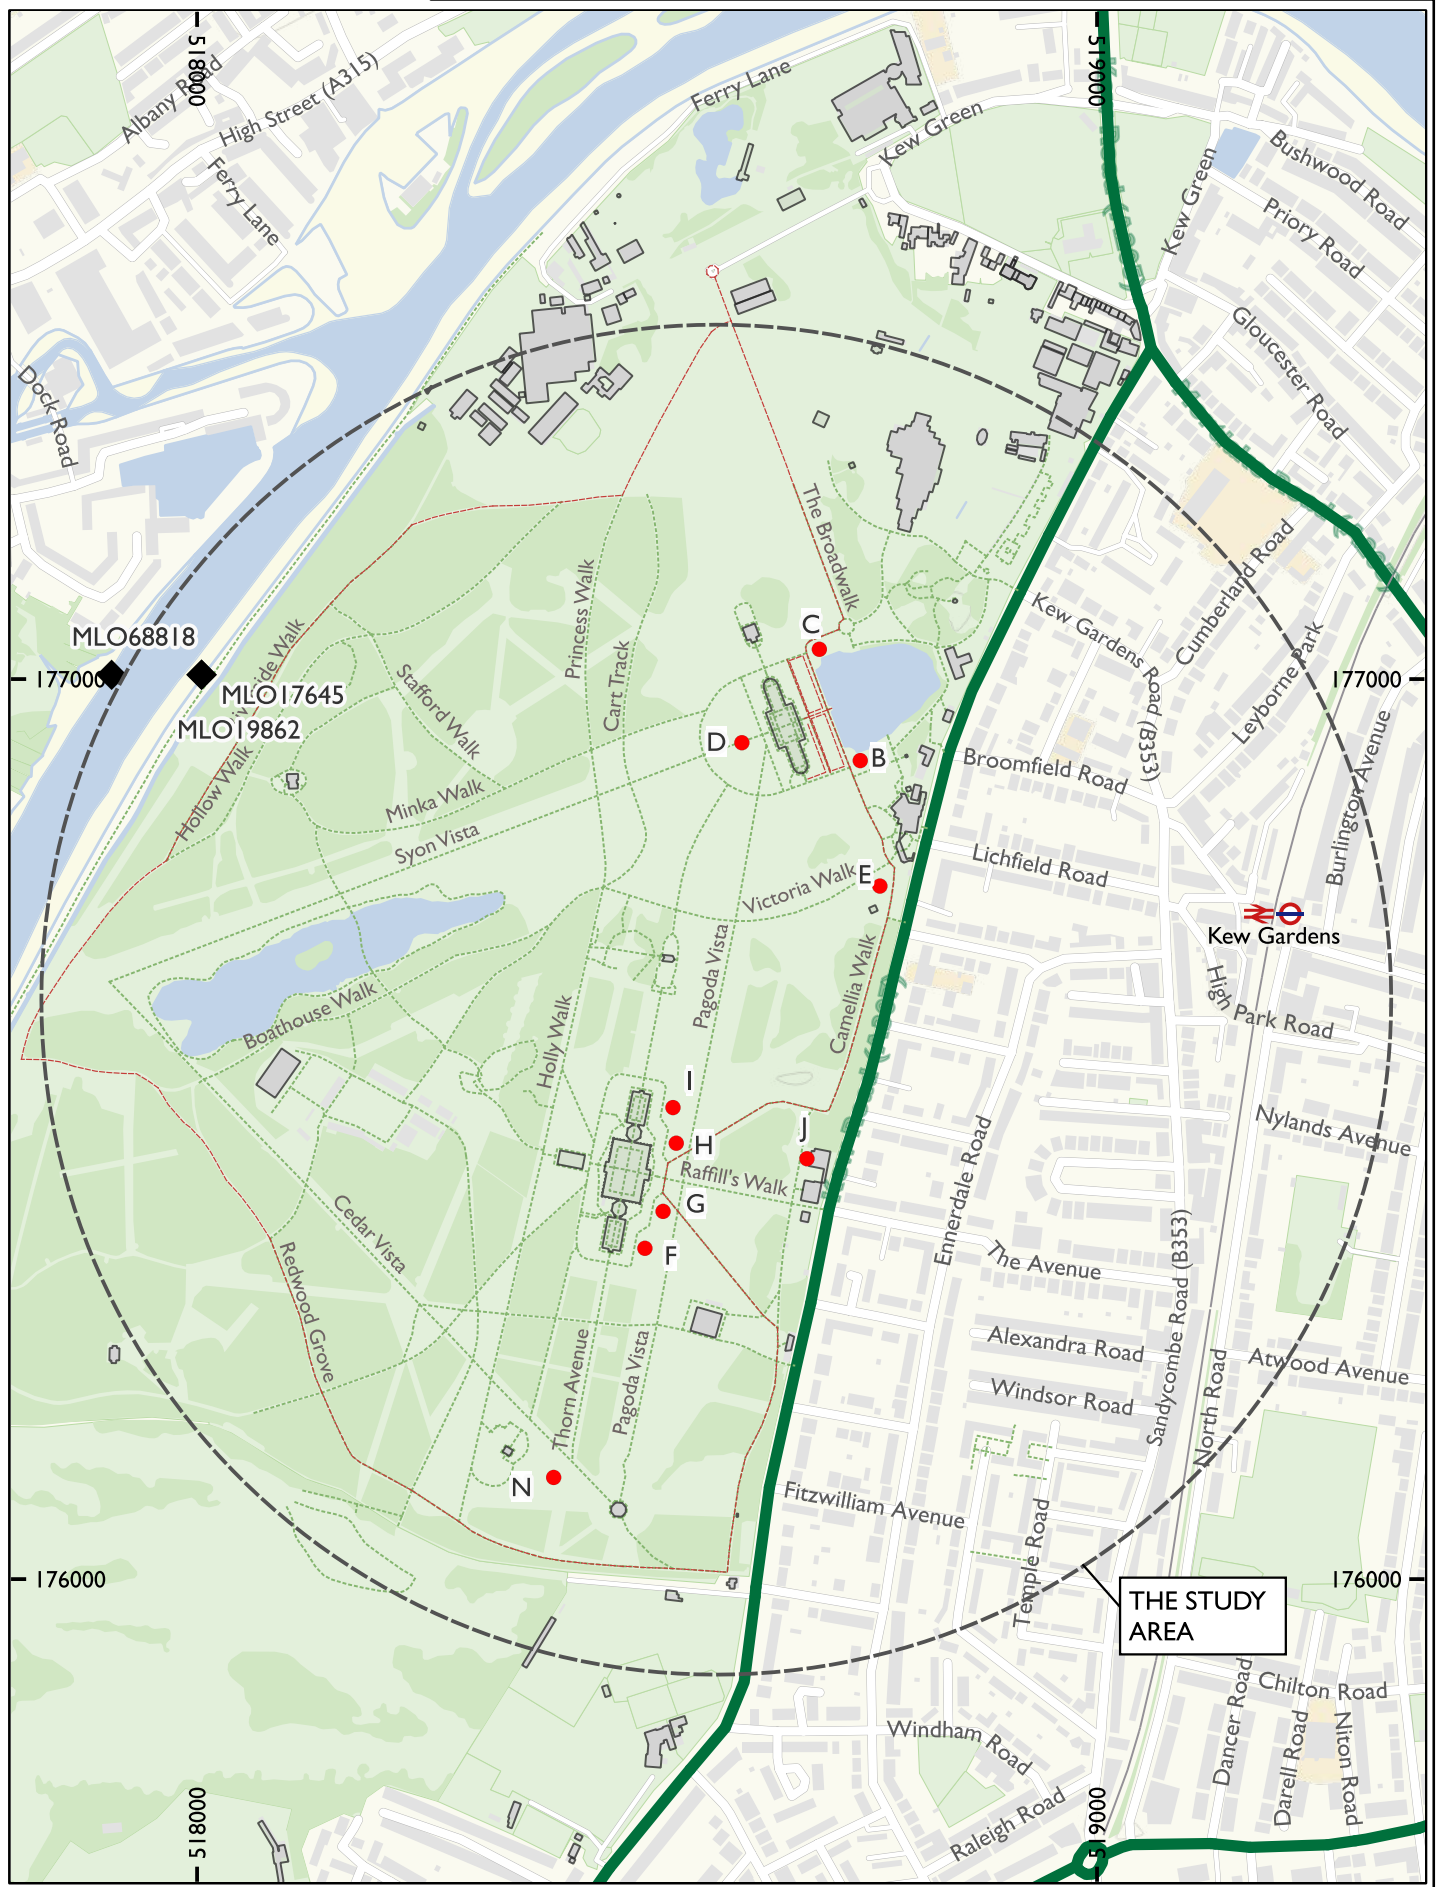 518000
519000
Albany Road
High Street (A315)
Ferry Lane
Ferry Lane
Kew Green
Kew Green
Bushwood Road
Priory Road
Gloucester Road
Dock Road
The Broadwalk
Cumberland Road
Kew Gardens Road (B353)
Leyborne Park
MLO68818
177000
MLO17645
MLO19862
177000
Princess Walk
Cart Track
Stafford Walk
Hollow Walk
Minka Walk
Syon Vista
C
D
B
Broomfield Road
Burlington Avenue
Lichfield Road
Victoria Walk
E
Kew Gardens
Pagoda Vista
Camellia Walk
High Park Road
Boathouse Walk
Holly Walk
I
H
J
Nylands Avenue
Raffill's Walk
G
F
Ennerdale Road
Cedar Vista
Redwood Grove
The Avenue
Sandycombe Road (B353)
Alexandra Road
Atwood Avenue
Windsor Road
North Road
Thorn Avenue
Pagoda Vista
N
Fitzwilliam Avenue
Temple Road
176000
176000
THE STUDY
AREA
Chilton Road
Dancer Road
Darell Road
Niton Road
Windham Road
Raleigh Road
518000
519000